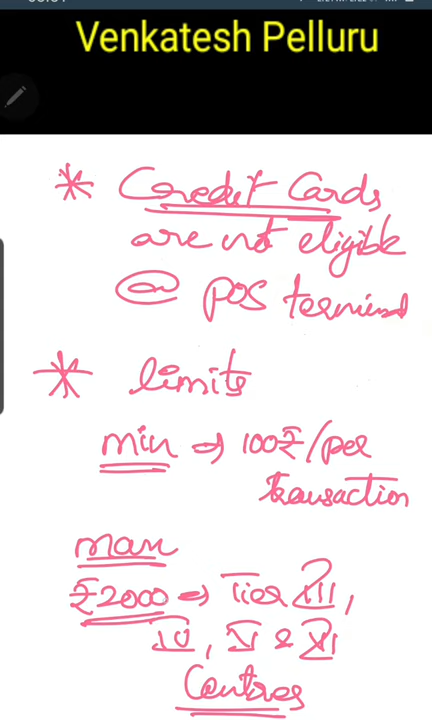 Venkatesh Pelluru
* Credit Cards
are not eligible
@ POS terminal
* limits
min ⇒ 100₹/per
transaction
max
₹2000 ⇒ Tier III,
IV, V & VI
Centres